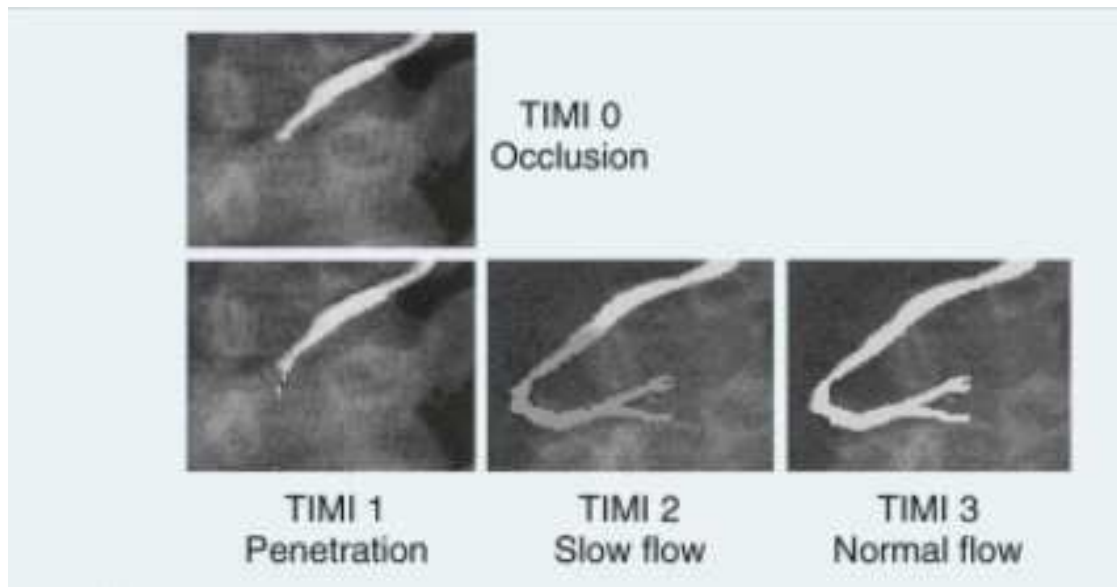 TIMI 0
Occlusion
TIMI 1
Penetration
TIMI 2
Slow flow
TIMI 3
Normal flow